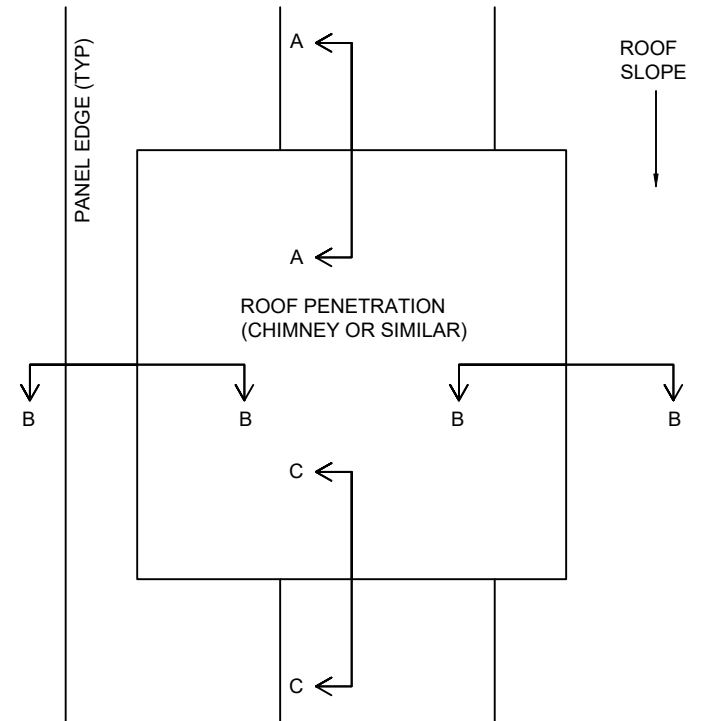 A
ROOF
SLOPE
PANEL EDGE (TYP)
A
ROOF PENETRATION
(CHIMNEY OR SIMILAR)
B
B
B
B
C
C